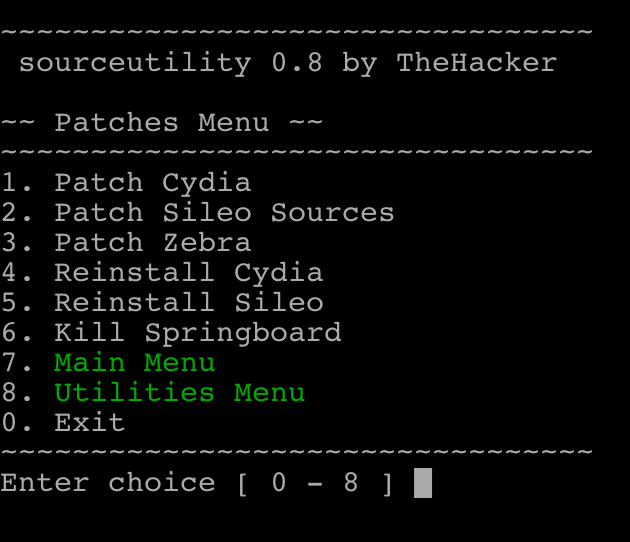 ~~~~~~~~~~~~~~~~~~~~~~~~~~~~~~~~~
 sourceutility 0.8 by TheHacker
~~ Patches Menu ~~
~~~~~~~~~~~~~~~~~~~~~~~~~~~~~~~~~
1. Patch Cydia
2. Patch Sileo Sources
3. Patch Zebra
4. Reinstall Cydia
5. Reinstall Sileo
6. Kill Springboard
7. Main Menu
8. Utilities Menu
0. Exit
~~~~~~~~~~~~~~~~~~~~~~~~~~~~~~~~~
Enter choice [ 0 - 8 ]